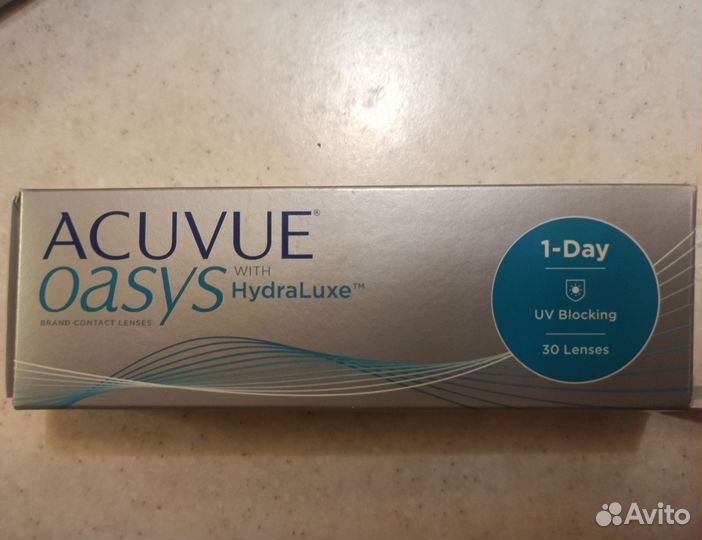 ACUVUE®
oasys WITH HydraLuxe™
BRAND CONTACT LENSES
1-Day
UV Blocking
30 Lenses
Avito